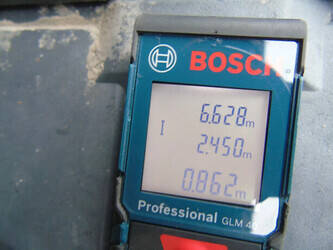 BOSCH
6.628m
2.450m
0.862m
Professional GLM 4